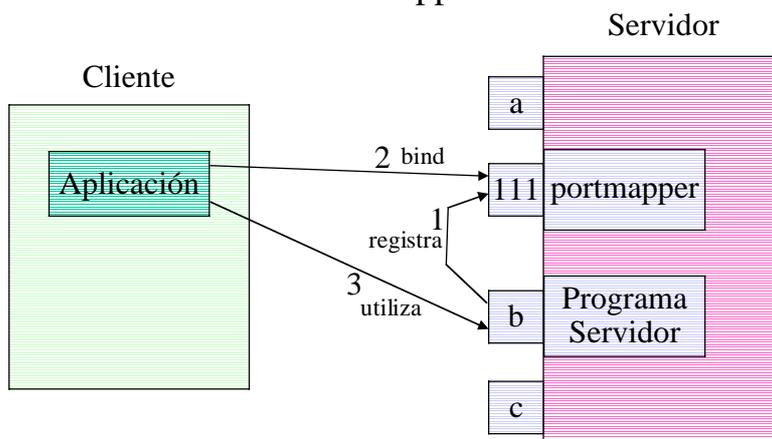 Servidor
Cliente
a
2 bind
Aplicación
111 portmapper
1
registra
3
utiliza
b
Programa
Servidor
c